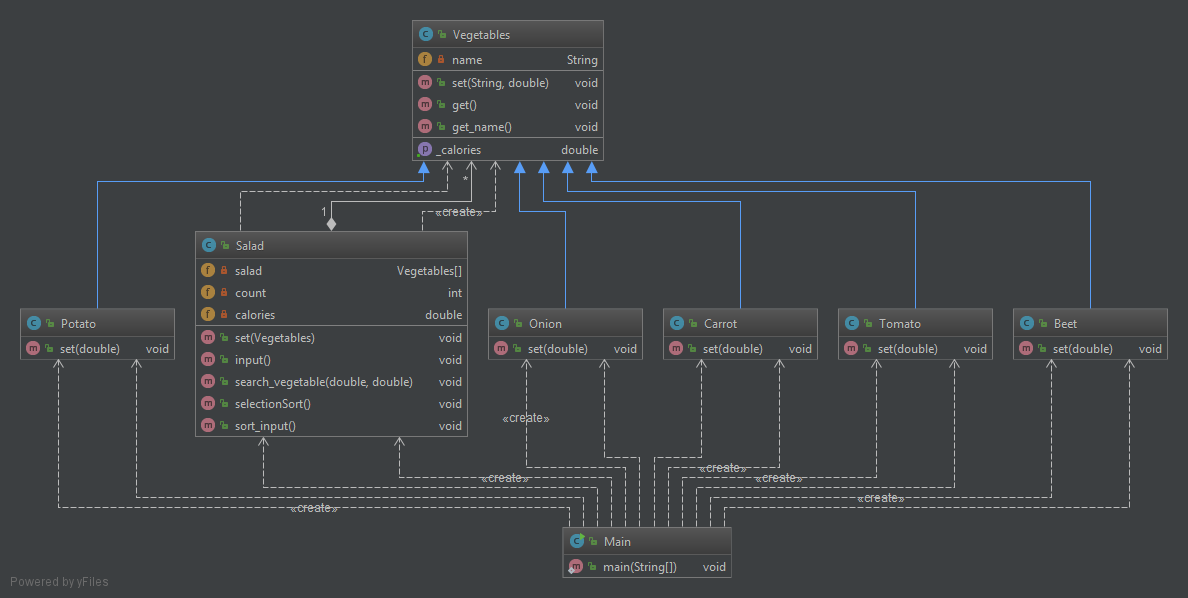 Vegetables
name String
set(String, double) void
get() void
get_name() void
_calories double
*
1
«create»
Salad
salad Vegetables[]
count int
calories double
set(Vegetables) void
input() void
search_vegetable(double, double) void
selectionSort() void
sort_input() void
Potato
set(double) void
Onion
set(double) void
Carrot
set(double) void
Tomato
set(double) void
Beet
set(double) void
«create»
«create»
«create»
«create»
«create»
«create»
Main
main(String[]) void
Powered by yFiles